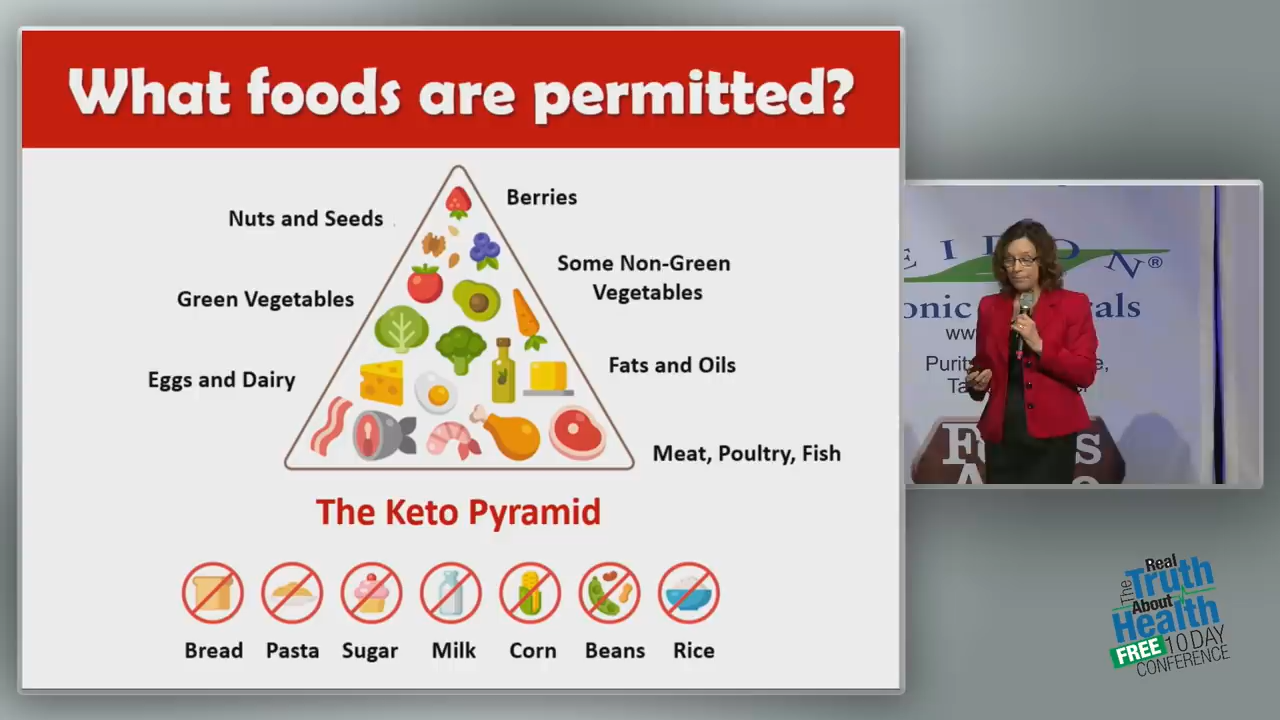 What foods are permitted?
Nuts and Seeds
Berries
Some Non-Green
Vegetables
Green Vegetables
Eggs and Dairy
Fats and Oils
Meat, Poultry, Fish
The Keto Pyramid
Bread Pasta Sugar Milk Corn Beans Rice
www.
The
Real
Truth
About
Health
FREE 10 DAY
CONFERENCE